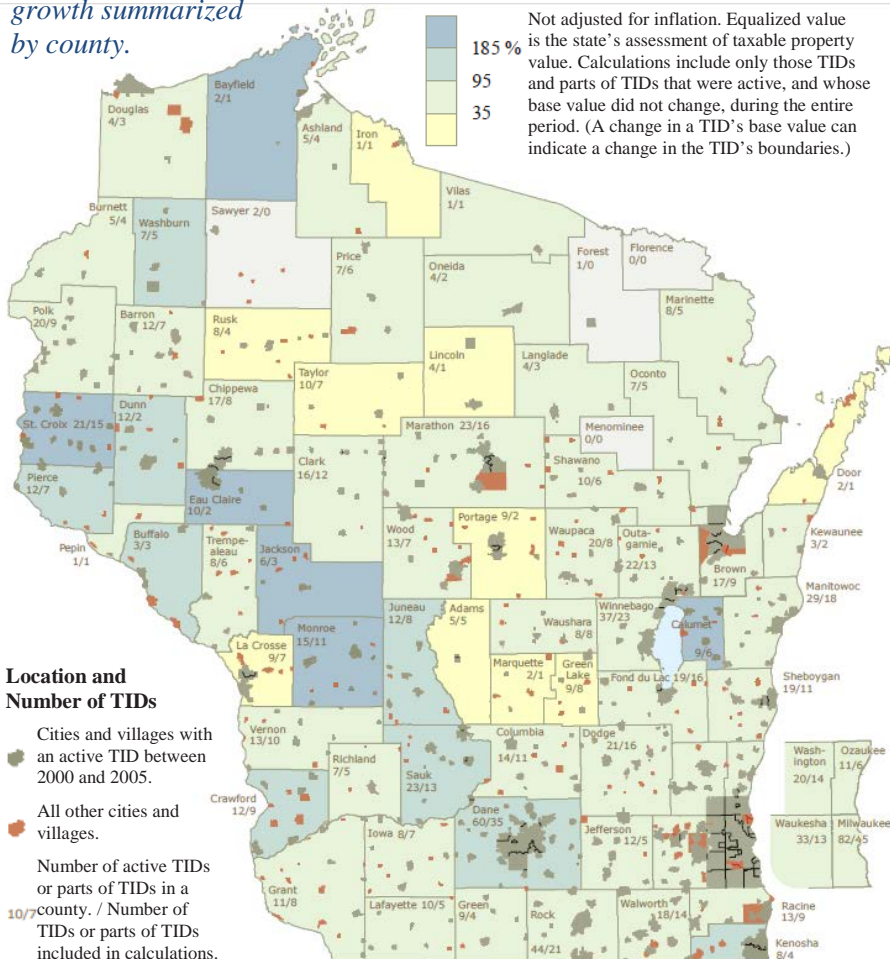 growth summarized
by county.
185 %
95
35
Not adjusted for inflation. Equalized value
is the state's assessment of taxable property
value. Calculations include only those TIDs
and parts of TIDs that were active, and whose
base value did not change, during the entire
period. (A change in a TID's base value can
indicate a change in the TID's boundaries.)
Douglas
4/3
Bayfield
2/1
Ashland
5/4
Iron
1/1
Vilas
1/1
Burnett
5/4
Washburn
7/5
Sawyer 2/0
Price
7/6
Oneida
4/2
Forest
1/0
Florence
0/0
Marinette
8/5
Polk
20/9
Barron
12/7
Rusk
8/4
Taylor
10/7
Lincoln
4/1
Langlade
4/3
Oconto
7/5
Chippewa
17/8
St. Croix 21/15
Dunn
12/2
Marathon 23/16
Menominee
0/0
Shawano
10/6
Door
2/1
Pierce
12/7
Eau Claire
10/2
Clark
16/12
Pepin
1/1
Buffalo
3/3
Trempe-
aleau
8/6
Jackson
6/3
Wood
13/7
Portage 9/2
Waupaca
20/8
Outa-
gamie
22/13
Brown
17/9
Kewaunee
3/2
Manitowoc
29/18
La Crosse
9/7
Monroe
15/11
Juneau
12/8
Adams
5/5
Waushara
8/8
Winnebago
37/23
Calumet
9/6
Marquette
2/1
Green
Lake
9/8
Fond du Lac 19/16
Sheboygan
19/11
Location and
Number of TIDs
Cities and villages with
an active TID between
2000 and 2005.
All other cities and
villages.
10/7
Number of active TIDs
or parts of TIDs in a
county. / Number of
TIDs or parts of TIDs
included in calculations.
Vernon
13/10
Richland
7/5
Sauk
23/13
Columbia
14/11
Dodge
21/16
Wash-
ington
20/14
Ozaukee
11/6
Crawford
12/9
Iowa 8/7
Dane
60/35
Jefferson
12/5
Waukesha
33/13
Milwaukee
82/45
Grant
11/8
Lafayette 10/5
Green
9/4
Rock
44/21
Walworth
18/14
Racine
13/9
Kenosha
8/4